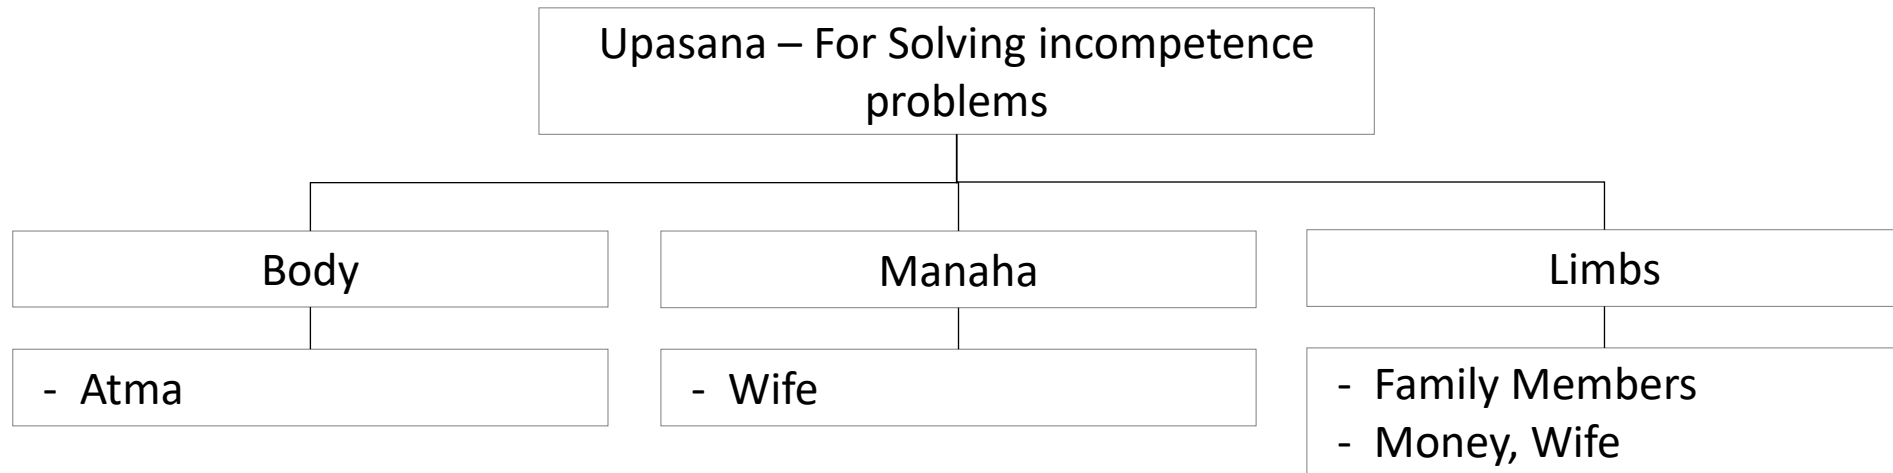 Upasana – For Solving incompetence
problems
Body
Manaha
Limbs
- Atma
- Wife
- Family Members
- Money, Wife